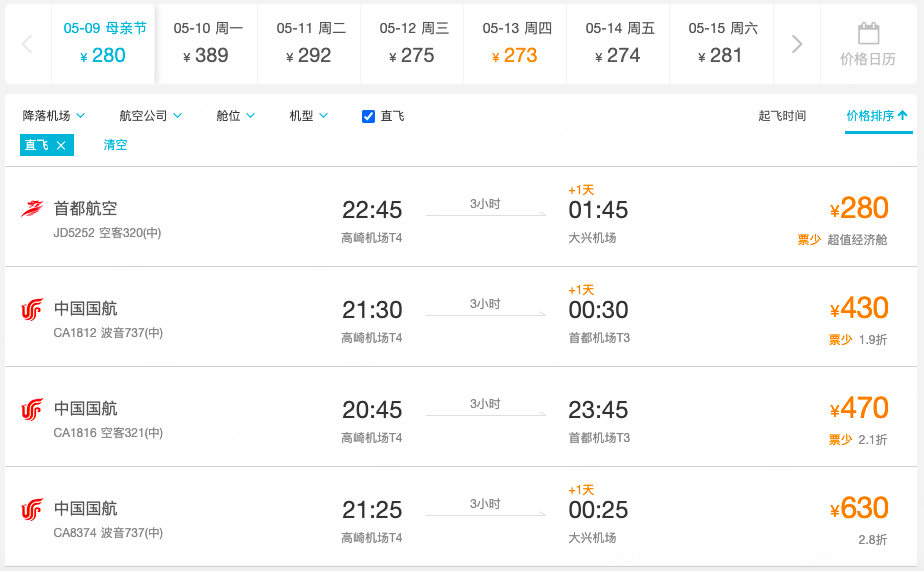 05-09 母亲节 05-10 周一 05-11 周二 05-12 周三 05-13 周四 05-14 周五 05-15 周六
¥ 280 ¥ 389 ¥ 292 ¥ 275 ¥ 273 ¥ 274 ¥ 281 价格日历
降落机场 航空公司 舱位 机型 直飞 起飞时间 价格排序
直飞 × 清空
+1天
首都航空 22:45 3小时 01:45 ¥280
JD5252 空客320(中) 高崎机场T4 大兴机场 票少 超值经济舱
+1天
中国国航 21:30 3小时 00:30 ¥430
CA1812 波音737(中) 高崎机场T4 首都机场T3 票少 1.9折
中国国航 20:45 3小时 23:45 ¥470
CA1816 空客321(中) 高崎机场T4 首都机场T3 票少 2.1折
+1天
中国国航 21:25 3小时 00:25 ¥630
CA8374 波音737(中) 高崎机场T4 大兴机场 2.8折